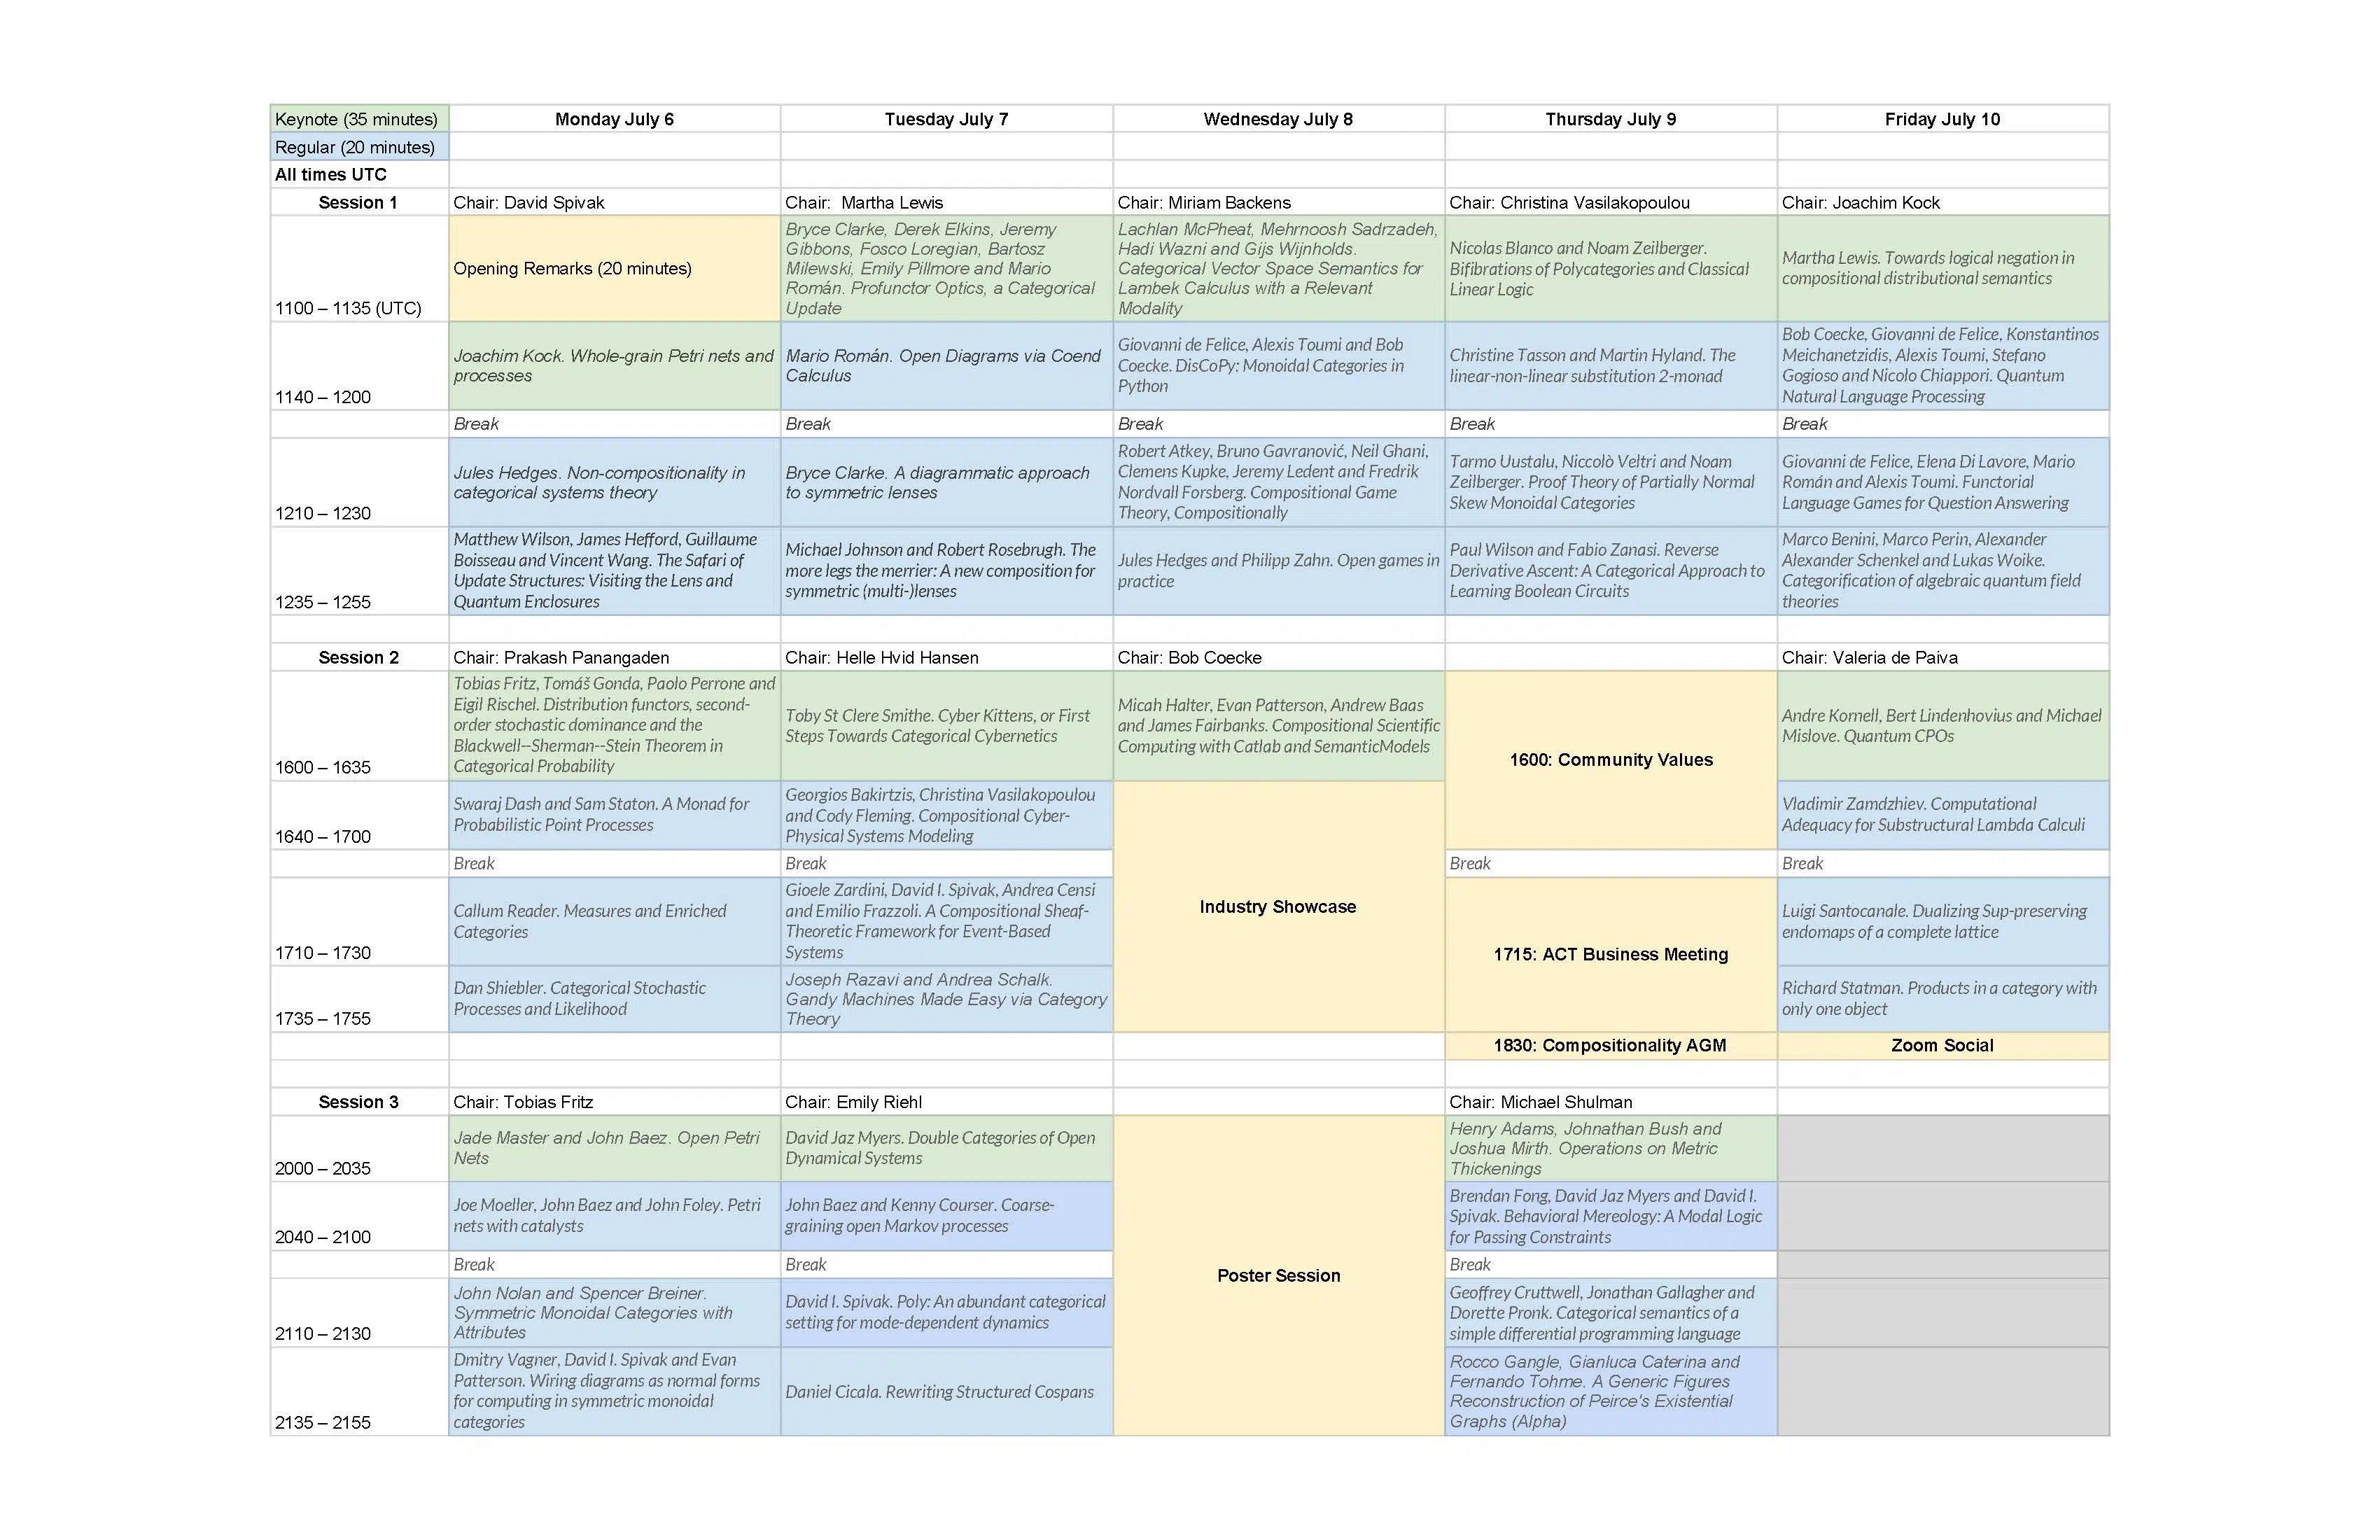 Keynote (35 minutes)
Monday July 6
Tuesday July 7
Wednesday July 8
Thursday July 9
Friday July 10
Regular (20 minutes)
All times UTC
Session 1
Chair: David Spivak
Chair:  Martha Lewis
Chair: Miriam Backens
Chair: Christina Vasilakopoulou
Chair: Joachim Kock
1100 – 1135 (UTC)
Opening Remarks (20 minutes)
Bryce Clarke, Derek Elkins, Jeremy
Gibbons, Fosco Loregian, Bartosz
Milewski, Emily Pillmore and Mario
Román. Profunctor Optics, a Categorical
Update
Lachlan McPheat, Mehrnoosh Sadrzadeh,
Hadi Wazni and Gijs Wijnholds.
Categorical Vector Space Semantics for
Lambek Calculus with a Relevant
Modality
Nicolas Blanco and Noam Zeilberger.
Bifibrations of Polycategories and Classical
Linear Logic
Martha Lewis. Towards logical negation in
compositional distributional semantics
1140 – 1200
Joachim Kock. Whole-grain Petri nets and
processes
Mario Román. Open Diagrams via Coend
Calculus
Giovanni de Felice, Alexis Toumi and Bob
Coecke. DisCoPy: Monoidal Categories in
Python
Christine Tasson and Martin Hyland. The
linear-non-linear substitution 2-monad
Bob Coecke, Giovanni de Felice, Konstantinos
Meichanetzidis, Alexis Toumi, Stefano
Gogioso and Nicolo Chiappori. Quantum
Natural Language Processing
Break
Break
Break
Break
Break
1210 – 1230
Jules Hedges. Non-compositionality in
categorical systems theory
Bryce Clarke. A diagrammatic approach
to symmetric lenses
Robert Atkey, Bruno Gavranović, Neil Ghani,
Clemens Kupke, Jeremy Ledent and Fredrik
Nordvall Forsberg. Compositional Game
Theory, Compositionally
Tarmo Uustalu, Niccolò Veltri and Noam
Zeilberger. Proof Theory of Partially Normal
Skew Monoidal Categories
Giovanni de Felice, Elena Di Lavore, Mario
Román and Alexis Toumi. Functorial
Language Games for Question Answering
1235 – 1255
Matthew Wilson, James Hefford, Guillaume
Boisseau and Vincent Wang. The Safari of
Update Structures: Visiting the Lens and
Quantum Enclosures
Michael Johnson and Robert Rosebrugh. The
more legs the merrier: A new composition for
symmetric (multi-)lenses
Jules Hedges and Philipp Zahn. Open games in
practice
Paul Wilson and Fabio Zanasi. Reverse
Derivative Ascent: A Categorical Approach to
Learning Boolean Circuits
Marco Benini, Marco Perin, Alexander
Alexander Schenkel and Lukas Woike.
Categorification of algebraic quantum field
theories
Session 2
Chair: Prakash Panangaden
Chair: Helle Hvid Hansen
Chair: Bob Coecke
Chair: Valeria de Paiva
1600 – 1635
Tobias Fritz, Tomáš Gonda, Paolo Perrone and
Eigil Rischel. Distribution functors, second-
order stochastic dominance and the
Blackwell--Sherman--Stein Theorem in
Categorical Probability
Toby St Clere Smithe. Cyber Kittens, or First
Steps Towards Categorical Cybernetics
Micah Halter, Evan Patterson, Andrew Baas
and James Fairbanks. Compositional Scientific
Computing with Catlab and SemanticModels
1600: Community Values
Andre Kornell, Bert Lindenhovius and Michael
Mislove. Quantum CPOs
1640 – 1700
Swaraj Dash and Sam Staton. A Monad for
Probabilistic Point Processes
Georgios Bakirtzis, Christina Vasilakopoulou
and Cody Fleming. Compositional Cyber-
Physical Systems Modeling
Industry Showcase
Vladimir Zamdzhiev. Computational
Adequacy for Substructural Lambda Calculi
Break
Break
Break
Break
1710 – 1730
Callum Reader. Measures and Enriched
Categories
Gioele Zardini, David I. Spivak, Andrea Censi
and Emilio Frazzoli. A Compositional Sheaf-
Theoretic Framework for Event-Based
Systems
1715: ACT Business Meeting
Luigi Santocanale. Dualizing Sup-preserving
endomaps of a complete lattice
1735 – 1755
Dan Shiebler. Categorical Stochastic
Processes and Likelihood
Joseph Razavi and Andrea Schalk.
Gandy Machines Made Easy via Category
Theory
Richard Statman. Products in a category with
only one object
1830: Compositionality AGM
Zoom Social
Session 3
Chair: Tobias Fritz
Chair: Emily Riehl
Chair: Michael Shulman
2000 – 2035
Jade Master and John Baez. Open Petri
Nets
David Jaz Myers. Double Categories of Open
Dynamical Systems
Poster Session
Henry Adams, Johnathan Bush and
Joshua Mirth. Operations on Metric
Thickenings
2040 – 2100
Joe Moeller, John Baez and John Foley. Petri
nets with catalysts
John Baez and Kenny Courser. Coarse-
graining open Markov processes
Brendan Fong, David Jaz Myers and David I.
Spivak. Behavioral Mereology: A Modal Logic
for Passing Constraints
Break
Break
Break
2110 – 2130
John Nolan and Spencer Breiner.
Symmetric Monoidal Categories with
Attributes
David I. Spivak. Poly: An abundant categorical
setting for mode-dependent dynamics
Geoffrey Cruttwell, Jonathan Gallagher and
Dorette Pronk. Categorical semantics of a
simple differential programming language
2135 – 2155
Dmitry Vagner, David I. Spivak and Evan
Patterson. Wiring diagrams as normal forms
for computing in symmetric monoidal
categories
Daniel Cicala. Rewriting Structured Cospans
Rocco Gangle, Gianluca Caterina and
Fernando Tohme. A Generic Figures
Reconstruction of Peirce's Existential
Graphs (Alpha)